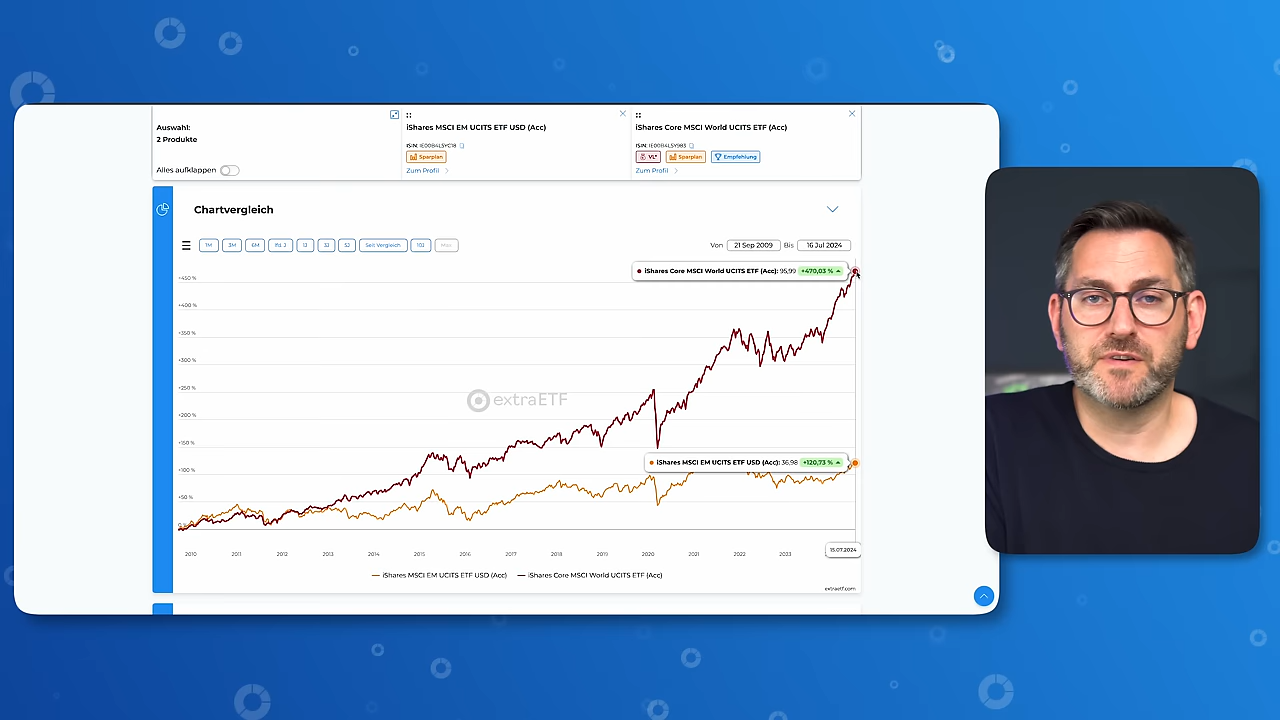 Auswahl:
2 Produkte
Alles aufklappen
iShares MSCI EM UCITS ETF USD (Acc)
ISIN: IE00B4L5YC18
Sparplan
Zum Profil
iShares Core MSCI World UCITS ETF (Acc)
ISIN: IE00B4L5Y983
VL*
Sparplan
Empfehlung
Zum Profil
Chartvergleich
1M 3M 6M lfd. J 1J 3J 5J Seit Vergleich 10J Max
Von 21 Sep 2009 Bis 16 Jul 2024
iShares Core MSCI World UCITS ETF (Acc): 95,99 +470,03 %
+450 %
+400 %
+350 %
+300 %
+250 %
+200 %
+150 %
+100 %
+50 %
extraETF
iShares MSCI EM UCITS ETF USD (Acc): 36,98 +120,73 %
2010 2011 2012 2013 2014 2015 2016 2017 2018 2019 2020 2021 2022 2023
15.07.2024
iShares MSCI EM UCITS ETF USD (Acc) iShares Core MSCI World UCITS ETF (Acc)
extraetf.com